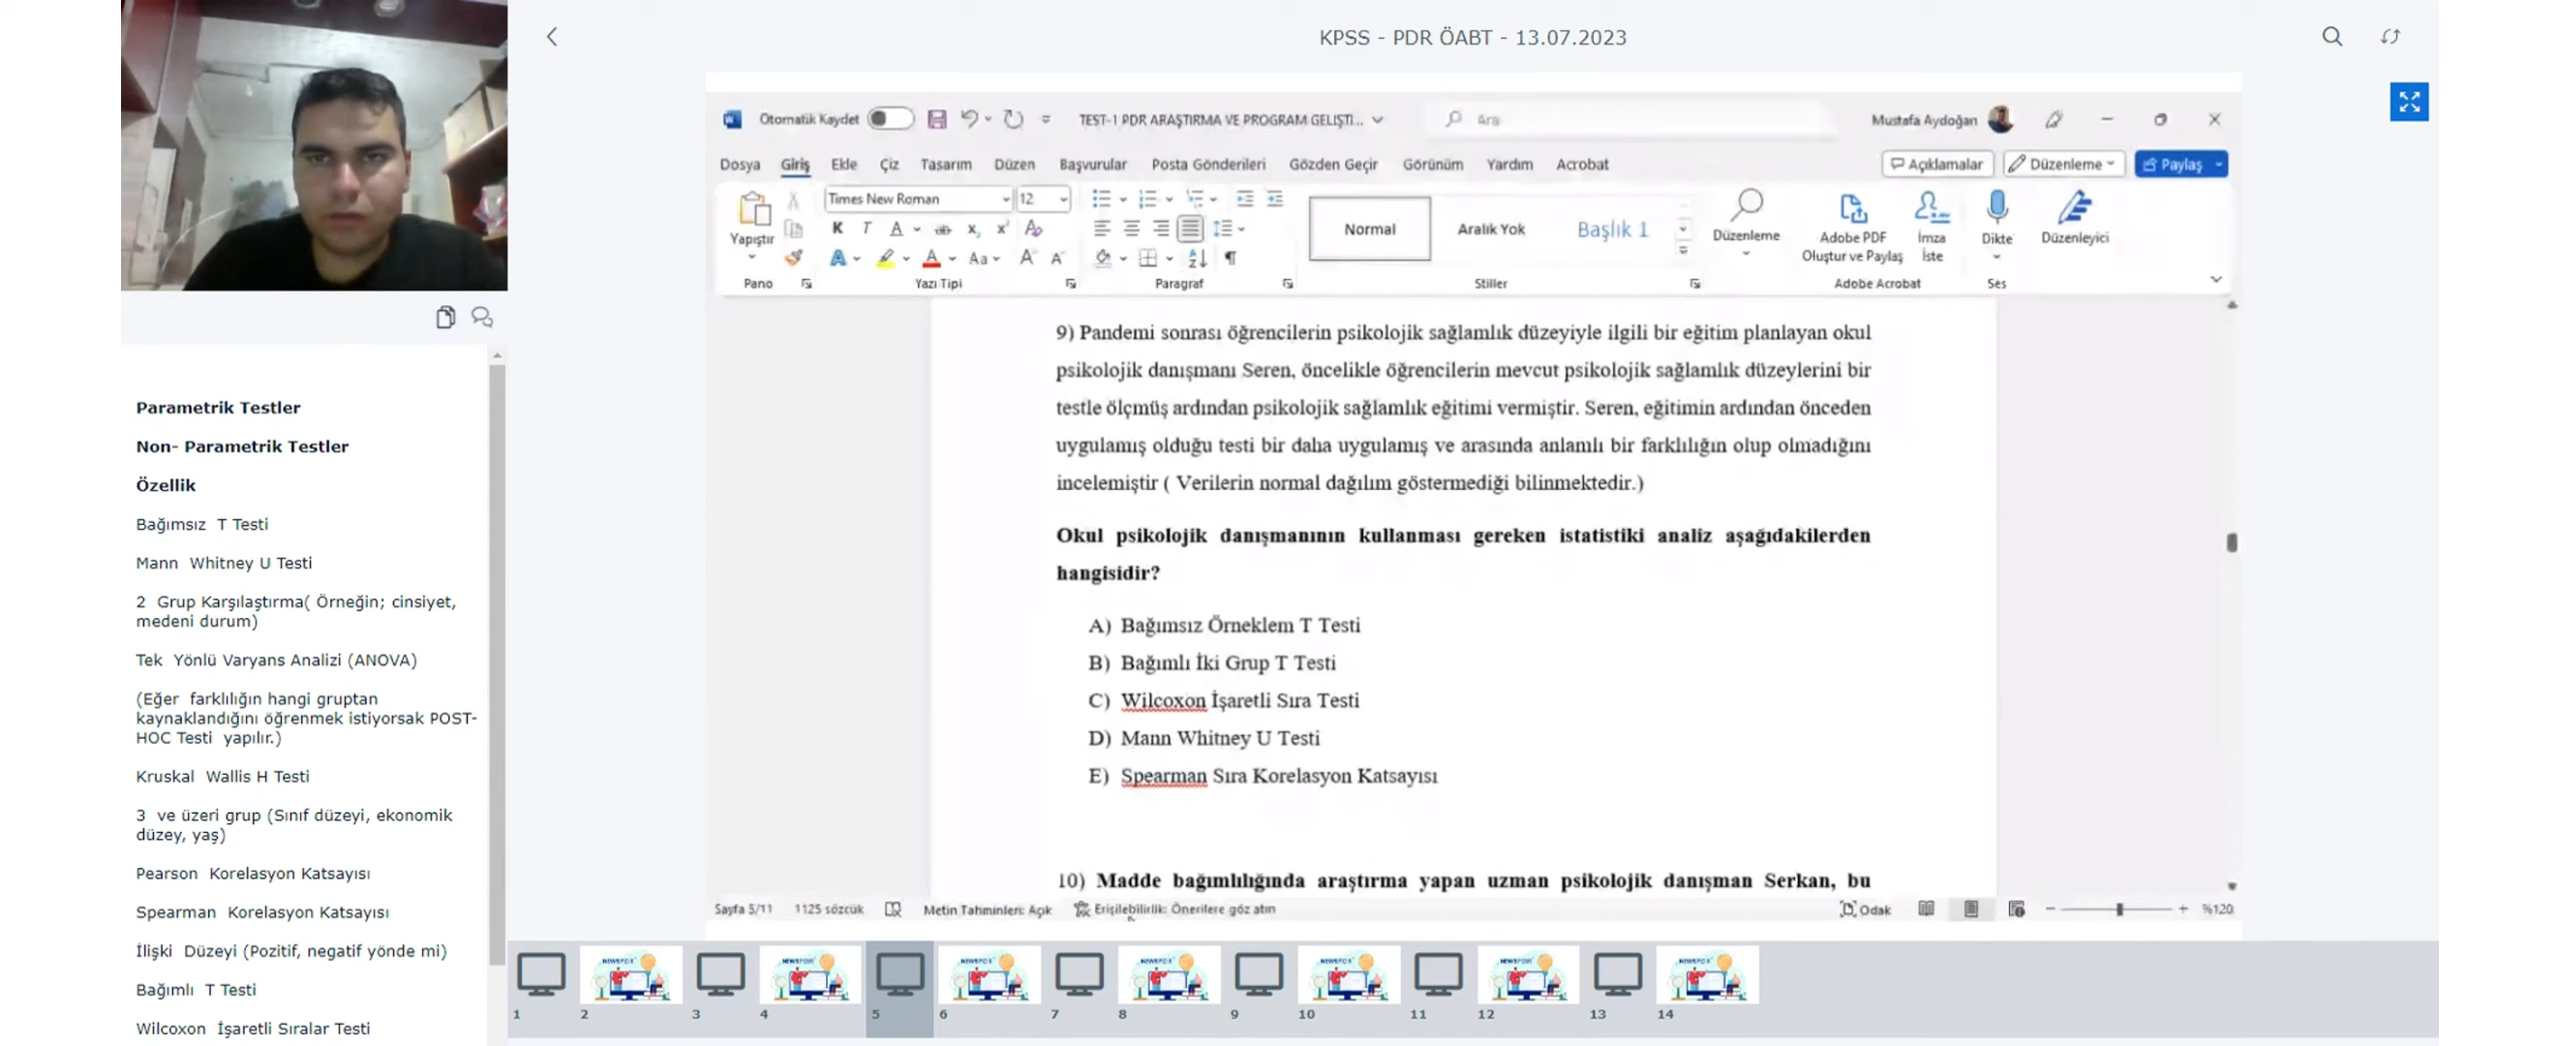 KPSS - PDR ÖABT - 13.07.2023
Otomatik Kaydet
TEST-1 PDR ARAŞTIRMA VE PROGRAM GELIŞTI...
Ara
Mustafa Aydoğan
Dosya Giriş Ekle Çiz Tasarım Düzen Başvurular Posta Gönderileri Gözden Geçir Görünüm Yardım Acrobat
Açıklamalar Düzenleme Paylaş
Times New Roman 12
Yapıştır
Normal Aralık Yok Başlık 1
Düzenleme
Adobe PDF Oluştur ve Paylaş
İmza İste
Dikte
Düzenleyici
Pano Yazı Tipi Paragraf Stiller Adobe Acrobat Ses
Parametrik Testler
Non- Parametrik Testler
Özellik
Bağımsız T Testi
Mann Whitney U Testi
2 Grup Karşılaştırma( Örneğin; cinsiyet,
medeni durum)
Tek Yönlü Varyans Analizi (ANOVA)
(Eğer farklılığın hangi gruptan
kaynaklandığını öğrenmek istiyorsak POST-
HOC Testi yapılır.)
Kruskal Wallis H Testi
3 ve üzeri grup (Sınıf düzeyi, ekonomik
düzey, yaş)
Pearson Korelasyon Katsayısı
Spearman Korelasyon Katsayısı
İlişki Düzeyi (Pozitif, negatif yönde mi)
Bağımlı T Testi
Wilcoxon İşaretli Sıralar Testi
9) Pandemi sonrası öğrencilerin psikolojik sağlamlık düzeyiyle ilgili bir eğitim planlayan okul
psikolojik danışmanı Seren, öncelikle öğrencilerin mevcut psikolojik sağlamlık düzeylerini bir
testle ölçmüş ardından psikolojik sağlamlık eğitimi vermiştir. Seren, eğitimin ardından önceden
uygulamış olduğu testi bir daha uygulamış ve arasında anlamlı bir farklılığın olup olmadığını
incelemiştir ( Verilerin normal dağılım göstermediği bilinmektedir.)
Okul psikolojik danışmanının kullanması gereken istatistiki analiz aşağıdakilerden
hangisidir?
A) Bağımsız Örneklem T Testi
B) Bağımlı İki Grup T Testi
C) Wilcoxon İşaretli Sıra Testi
D) Mann Whitney U Testi
E) Spearman Sıra Korelasyon Katsayısı
10) Madde bağımlılığında araştırma yapan uzman psikolojik danışman Serkan, bu
Sayfa 5/11 1125 sözcük Metin Tahminleri: Açık Erişilebilirlik: Önerilere göz atın Odak %120
1 2 3 4 5 6 7 8 9 10 11 12 13 14